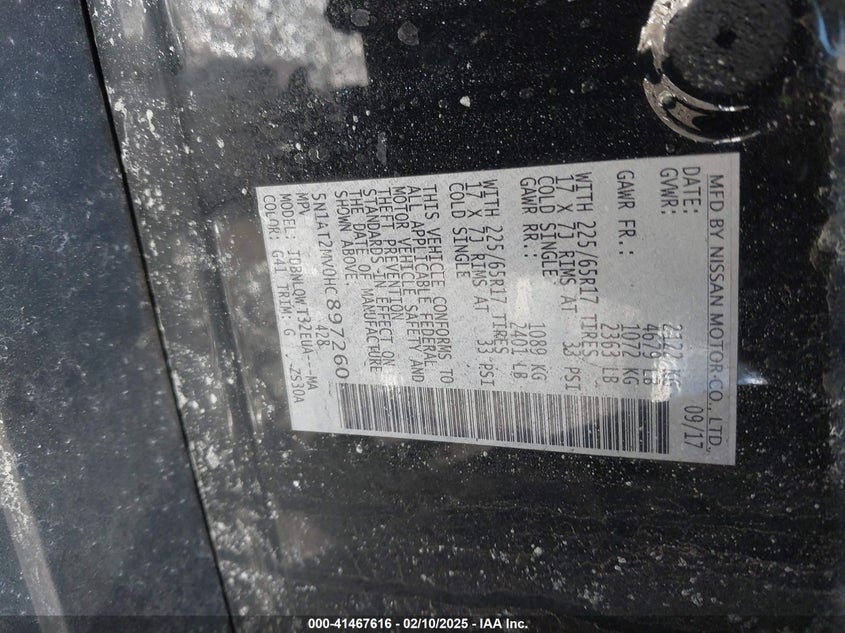 MFD BY NISSAN MOTOR CO., LTD.,
DATE: 09/17
GVWR: KG
LB
GAWR FR.: 1072 KG
2363 LB
WITH 225/65R17 TIRES
17 X 7J RIMS AT 33 PSI
COLD SINGLE
GAWR RR.: 1089 KG
2401 LB
WITH 225/65R17 TIRES
17 X 7J RIMS AT 33 PSI
COLD SINGLE
THIS VEHICLE CONFORMS TO
ALL APPLICABLE FEDERAL
MOTOR VEHICLE SAFETY AND
THEFT PREVENTION
STANDARDS IN EFFECT ON
THE DATE OF MANUFACTURE
SHOWN ABOVE
5N1AT2MV0HC897260
MPV 428
MODEL: TDBNLQWT32EUA---MA
COLOR: G41 TRIM: G ZS30A
000-41467616 - 02/10/2025 - IAA Inc.